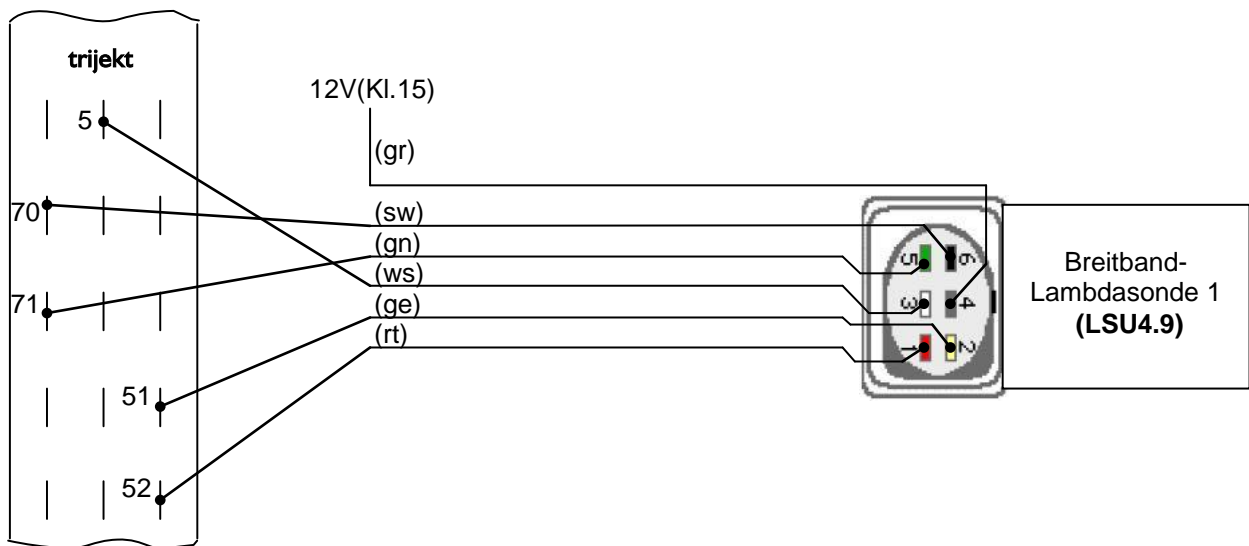 trijekt
5
70
71
51
52
12V(Kl.15)
(gr)
(sw)
(gn)
(ws)
(ge)
(rt)
5
6
3
4
1
2
Breitband-
Lambdasonde 1
(LSU4.9)